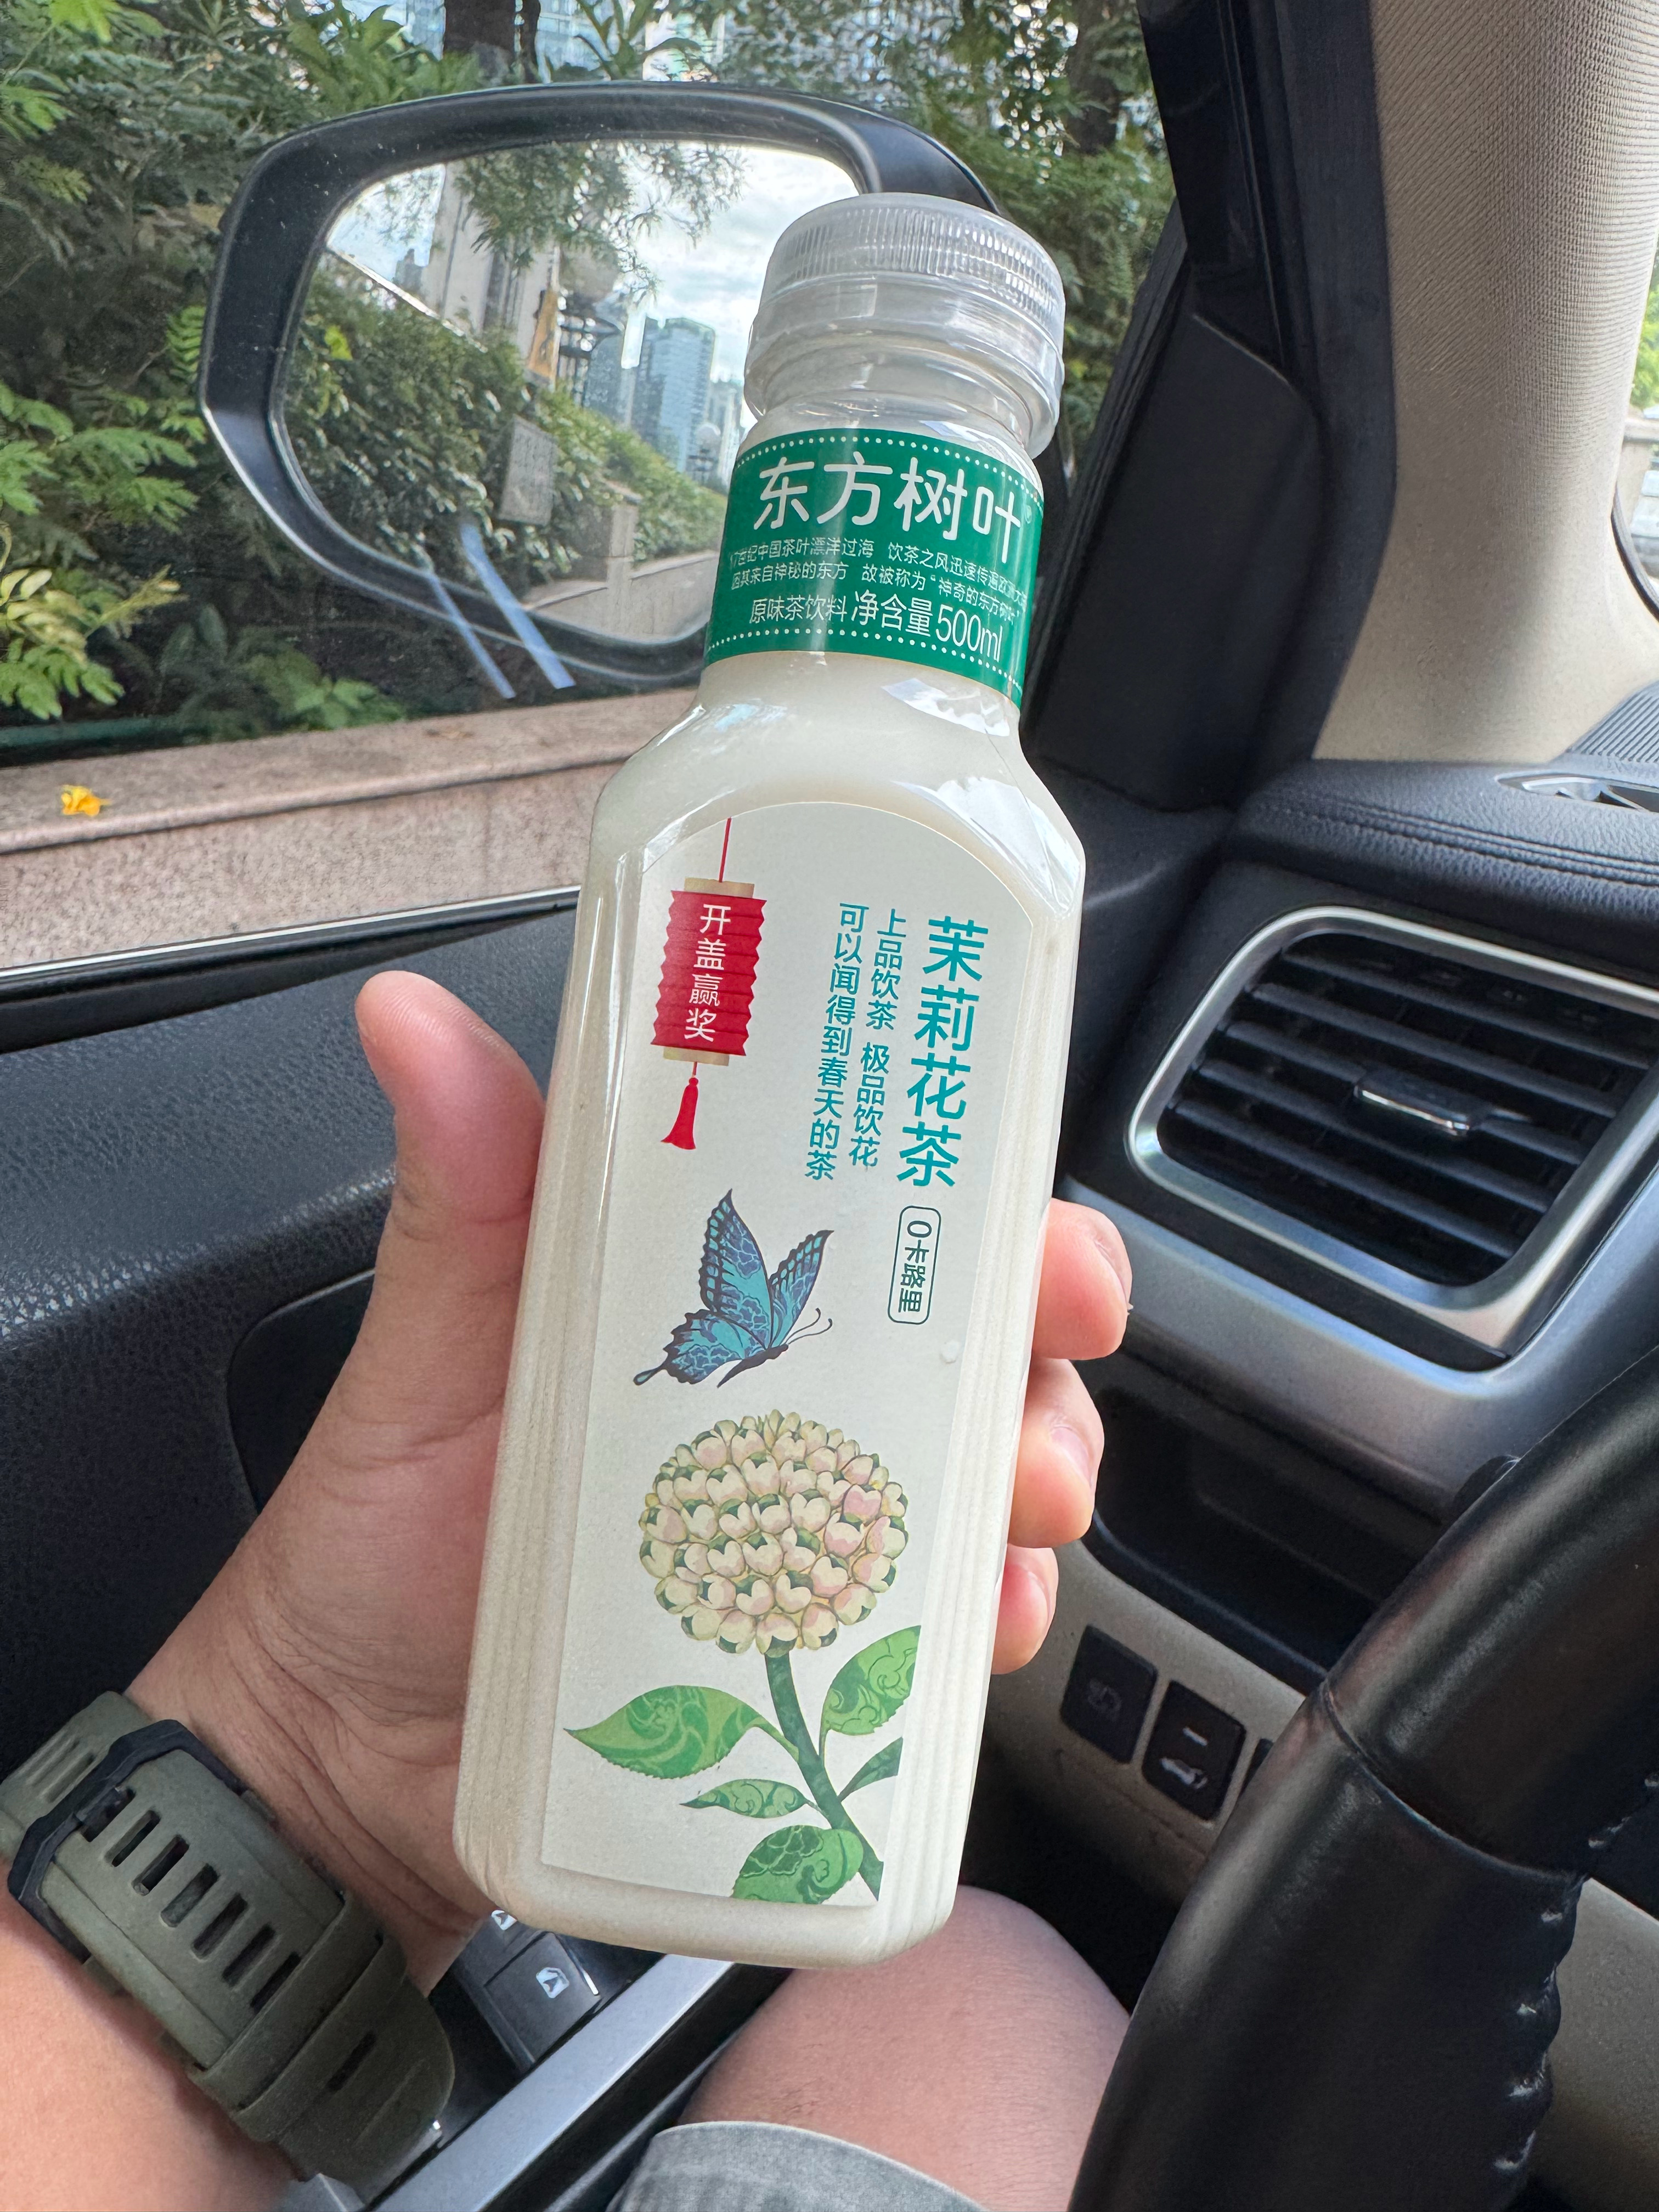 东方树叶®
17世纪中国茶叶漂洋过海 饮茶之风迅速传遍欧洲大
因其来自神秘的东方 故被称为“神奇的东方树叶”
原味茶饮料 净含量500ml
开盖赢奖
茉莉花茶
0卡路里
上品饮茶 极品饮花
可以闻得到春天的茶